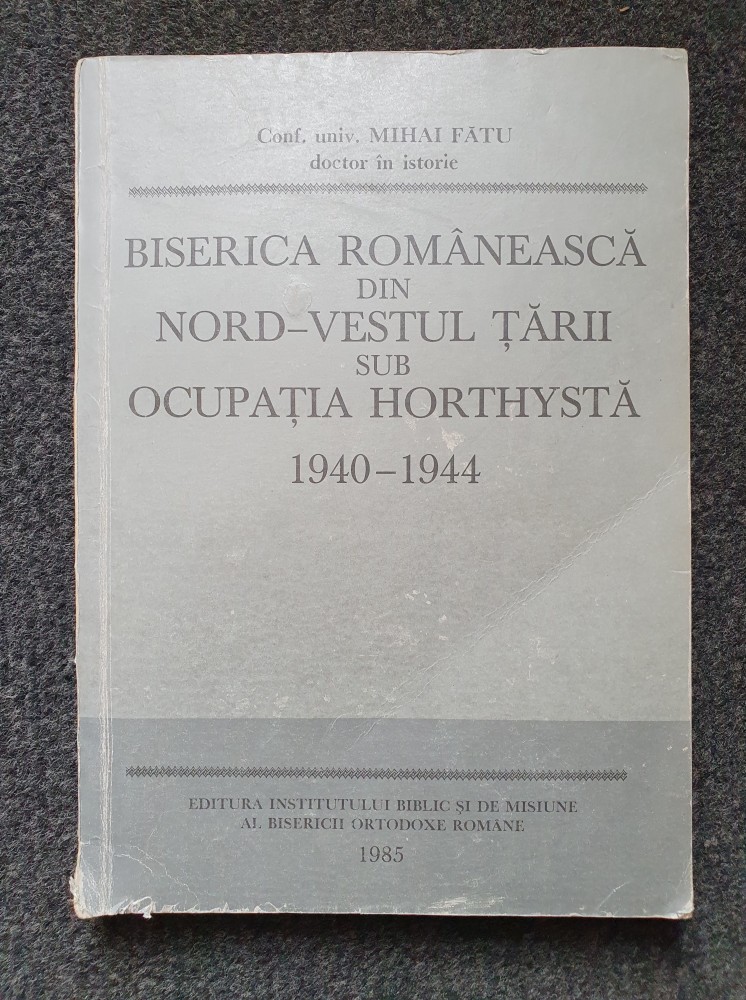 Conf. univ. MIHAI FĂTU
doctor în istorie
BISERICA ROMÂNEASCĂ
DIN
NORD–VESTUL ȚĂRII
SUB
OCUPAȚIA HORTHYSTĂ
1940–1944
EDITURA INSTITUTULUI BIBLIC ȘI DE MISIUNE
AL BISERICII ORTODOXE ROMÂNE
1985